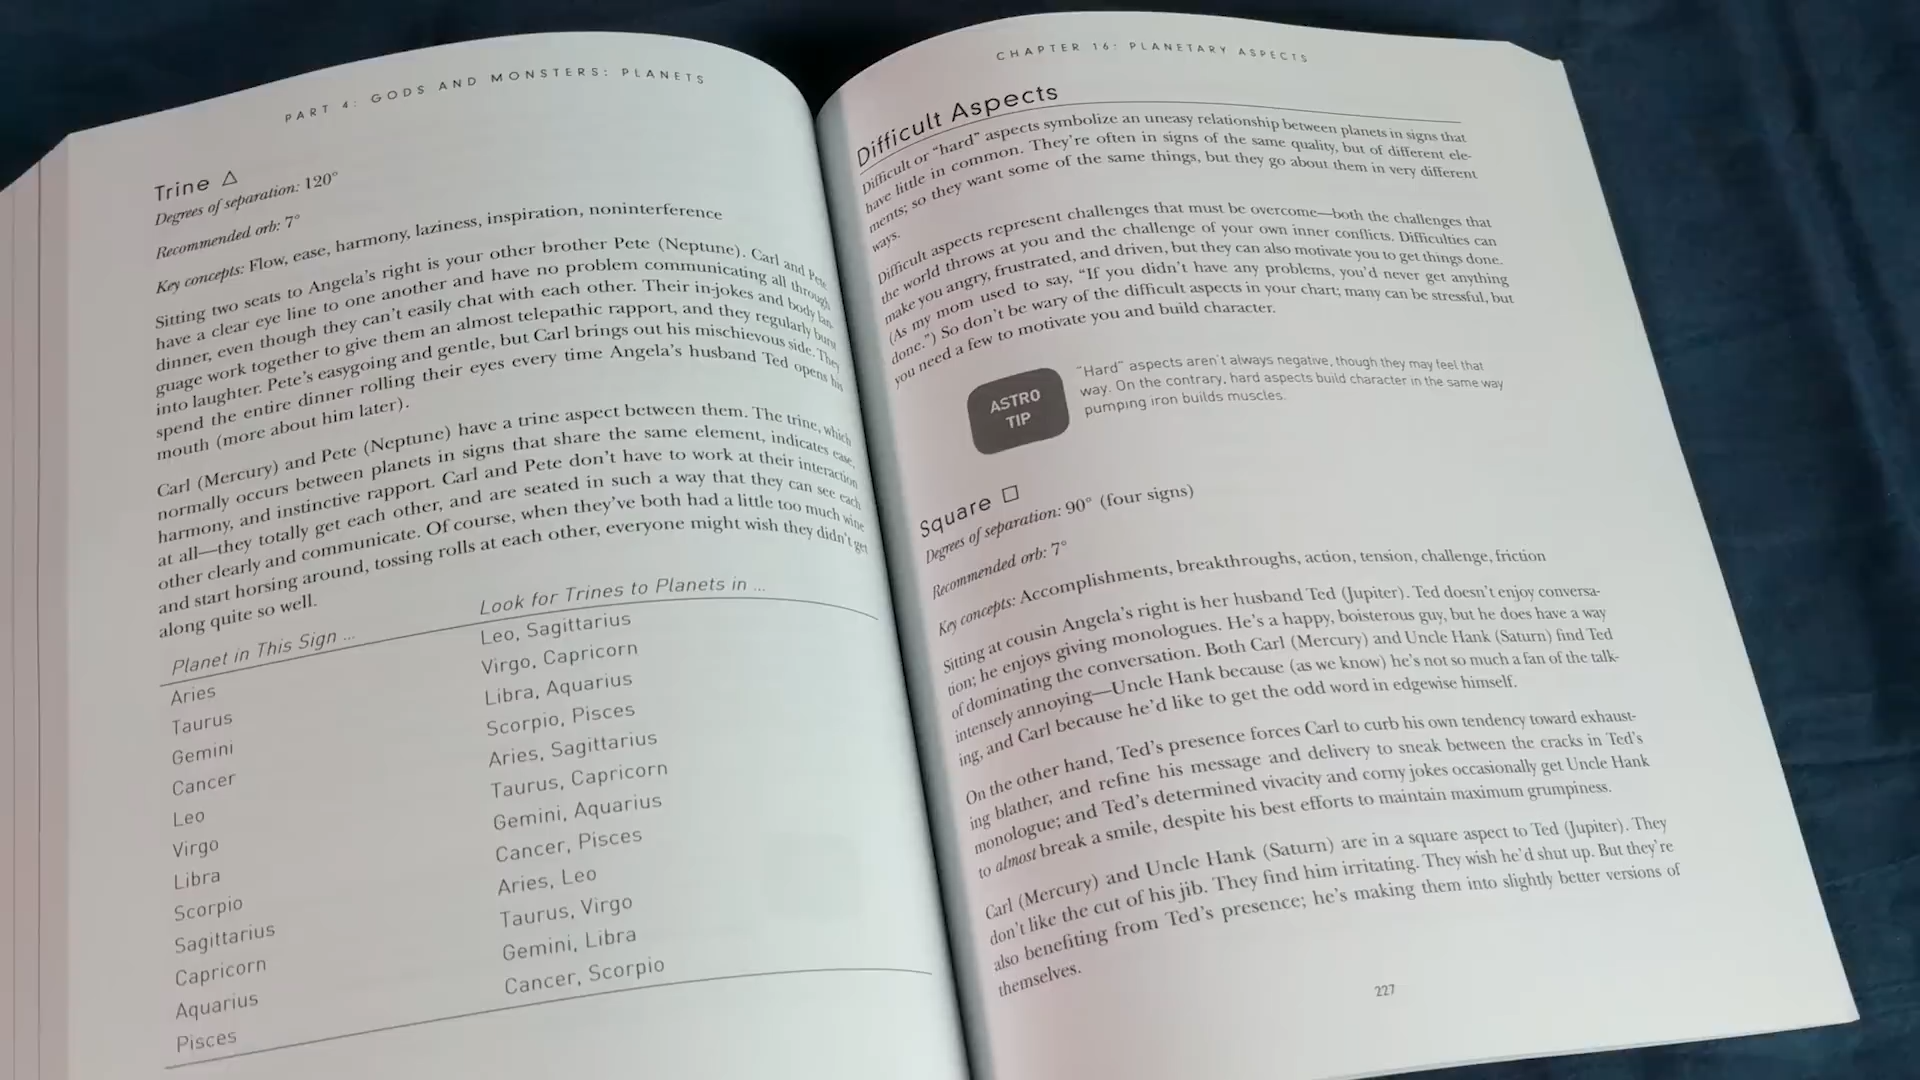 PART 4: GODS AND MONSTERS: PLANETS
Trine △
Degrees of separation: 120°
Recommended orb: 7°
Key concepts: Flow, ease, harmony, laziness, inspiration, noninterference
Sitting two seats to Angela's right is your other brother Pete (Neptune). Carl and Pete
have a clear eye line to one another and have no problem communicating all through
dinner, even though they can't easily chat with each other. Their in-jokes and body lan-
guage work together to give them an almost telepathic rapport, and they regularly burst
into laughter. Pete's easygoing and gentle, but Carl brings out his mischievous side. They
spend the entire dinner rolling their eyes every time Angela's husband Ted opens his
mouth (more about him later).
Carl (Mercury) and Pete (Neptune) have a trine aspect between them. The trine, which
normally occurs between planets in signs that share the same element, indicates ease,
harmony, and instinctive rapport. Carl and Pete don't have to work at their interaction
at all—they totally get each other, and are seated in such a way that they can see each
other clearly and communicate. Of course, when they've both had a little too much wine
and start horsing around, tossing rolls at each other, everyone might wish they didn't get
along quite so well.
Planet in This Sign ... Look for Trines to Planets in ...
Aries Leo, Sagittarius
Taurus Virgo, Capricorn
Gemini Libra, Aquarius
Cancer Scorpio, Pisces
Leo Aries, Sagittarius
Virgo Taurus, Capricorn
Libra Gemini, Aquarius
Scorpio Cancer, Pisces
Sagittarius Aries, Leo
Capricorn Taurus, Virgo
Aquarius Gemini, Libra
Pisces Cancer, Scorpio
CHAPTER 16: PLANETARY ASPECTS
Difficult Aspects
Difficult or "hard" aspects symbolize an uneasy relationship between planets in signs that
have little in common. They're often in signs of the same quality, but of different ele-
ments; so they want some of the same things, but they go about them in very different
ways.
Difficult aspects represent challenges that must be overcome—both the challenges that
the world throws at you and the challenge of your own inner conflicts. Difficulties can
make you angry, frustrated, and driven, but they can also motivate you to get things done.
(As my mom used to say, "If you didn't have any problems, you'd never get anything
done.") So don't be wary of the difficult aspects in your chart; many can be stressful, but
you need a few to motivate you and build character.
ASTRO
TIP
"Hard" aspects aren't always negative, though they may feel that
way. On the contrary, hard aspects build character in the same way
pumping iron builds muscles.
Square □
Degrees of separation: 90° (four signs)
Recommended orb: 7°
Key concepts: Accomplishments, breakthroughs, action, tension, challenge, friction
Sitting at cousin Angela's right is her husband Ted (Jupiter). Ted doesn't enjoy conversa-
tion; he enjoys giving monologues. He's a happy, boisterous guy, but he does have a way
of dominating the conversation. Both Carl (Mercury) and Uncle Hank (Saturn) find Ted
intensely annoying—Uncle Hank because (as we know) he's not so much a fan of the talk-
ing, and Carl because he'd like to get the odd word in edgewise himself.
On the other hand, Ted's presence forces Carl to curb his own tendency toward exhaust-
ing blather, and refine his message and delivery to sneak between the cracks in Ted's
monologue; and Ted's determined vivacity and corny jokes occasionally get Uncle Hank
to almost break a smile, despite his best efforts to maintain maximum grumpiness.
Carl (Mercury) and Uncle Hank (Saturn) are in a square aspect to Ted (Jupiter). They
don't like the cut of his jib. They find him irritating. They wish he'd shut up. But they're
also benefiting from Ted's presence; he's making them into slightly better versions of
themselves.
227